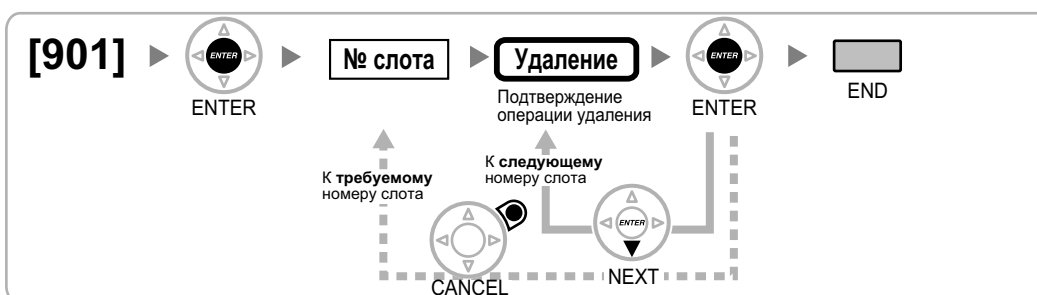 [901]
ENTER
ENTER
№ слота
Удаление
Подтверждение
операции удаления
ENTER
ENTER
END
К требуемому
номеру слота
К следующему
номеру слота
CANCEL
ENTER
NEXT